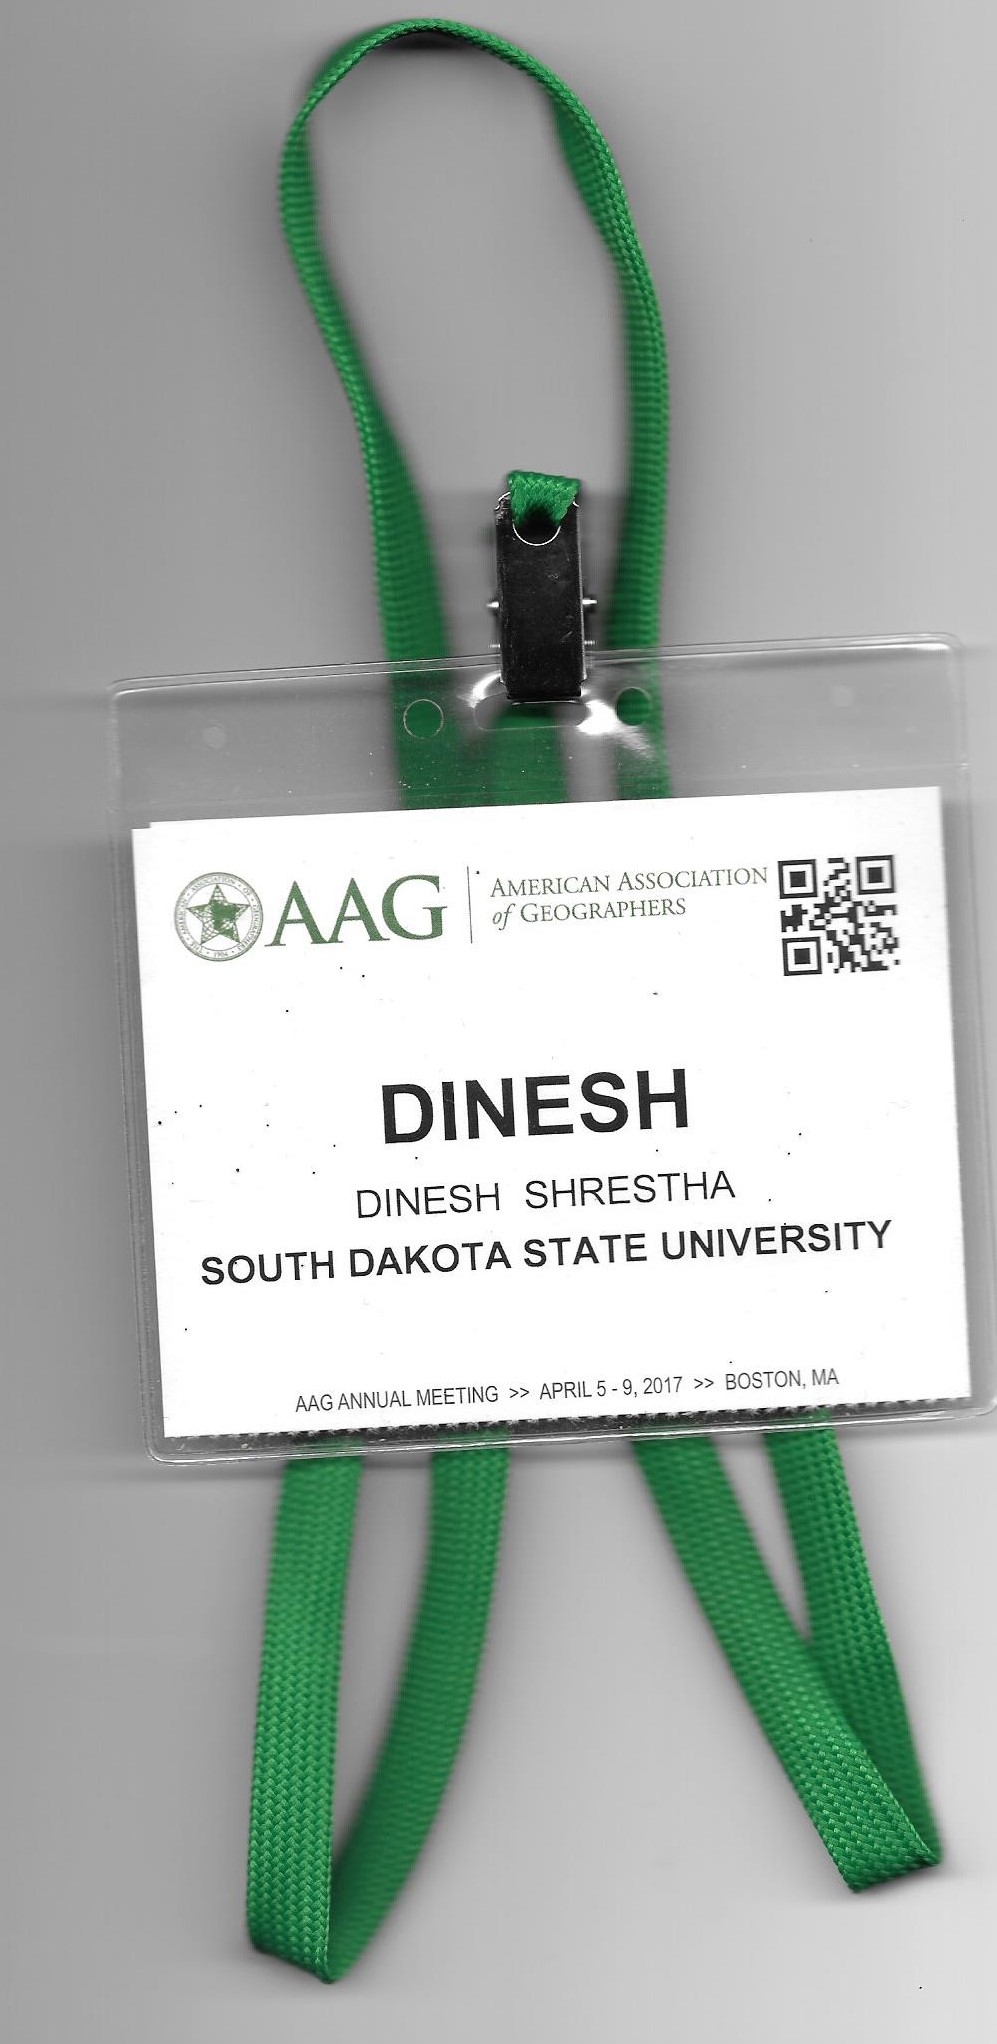 AAG
AMERICAN ASSOCIATION
of GEOGRAPHERS
DINESH
DINESH SHRESTHA
SOUTH DAKOTA STATE UNIVERSITY
AAG ANNUAL MEETING >> APRIL 5 - 9, 2017 >> BOSTON, MA